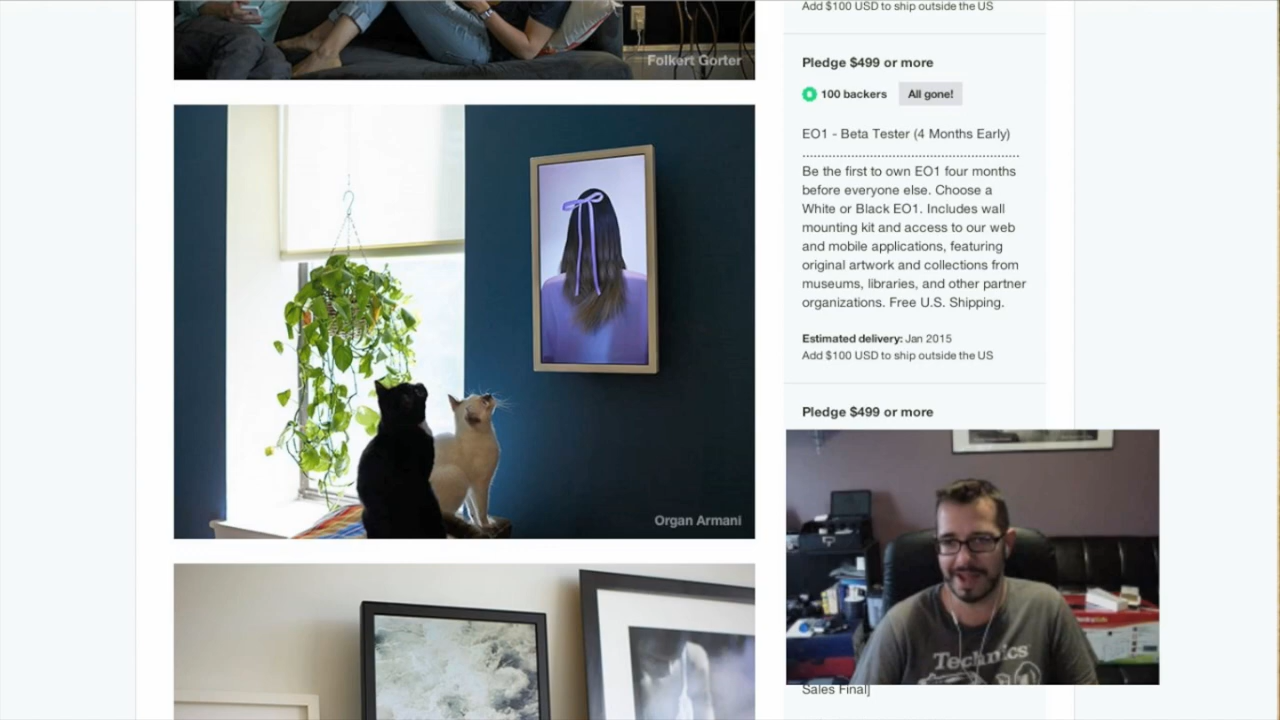 Folkert Gorter
Organ Armani
Add $100 USD to ship outside the US
Pledge $499 or more
100 backers
All gone!
EO1 - Beta Tester (4 Months Early)
Be the first to own EO1 four months
before everyone else. Choose a
White or Black EO1. Includes wall
mounting kit and access to our web
and mobile applications, featuring
original artwork and collections from
museums, libraries, and other partner
organizations. Free U.S. Shipping.
Estimated delivery: Jan 2015
Add $100 USD to ship outside the US
Pledge $499 or more
Technics
Sales Final]